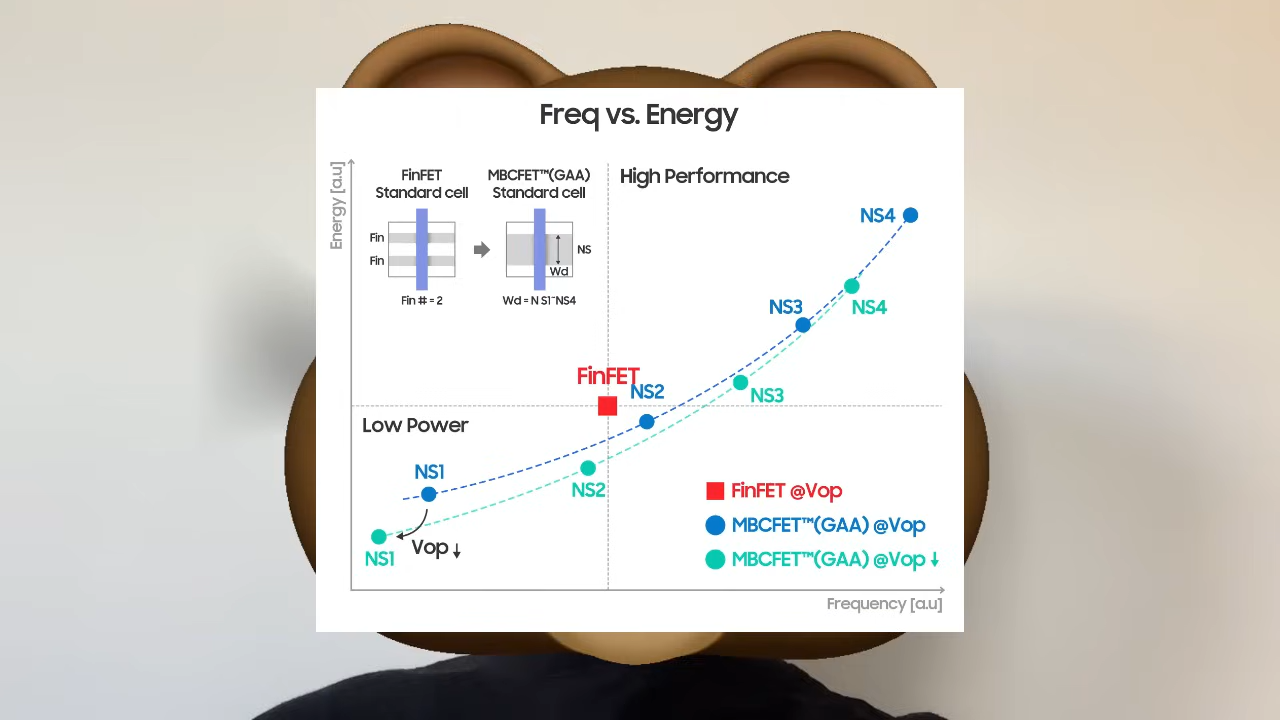 Freq vs. Energy
Energy [a.u]
FinFET
Standard cell
MBCFET™(GAA)
Standard cell
High Performance
Fin
Fin
NS
Wd
Fin # = 2
Wd = N S1~NS4
NS4
NS4
NS3
NS3
FinFET
NS2
Low Power
NS1
NS2
NS1
Vop ↓
FinFET @Vop
MBCFET™(GAA) @Vop
MBCFET™(GAA) @Vop ↓
Frequency [a.u]